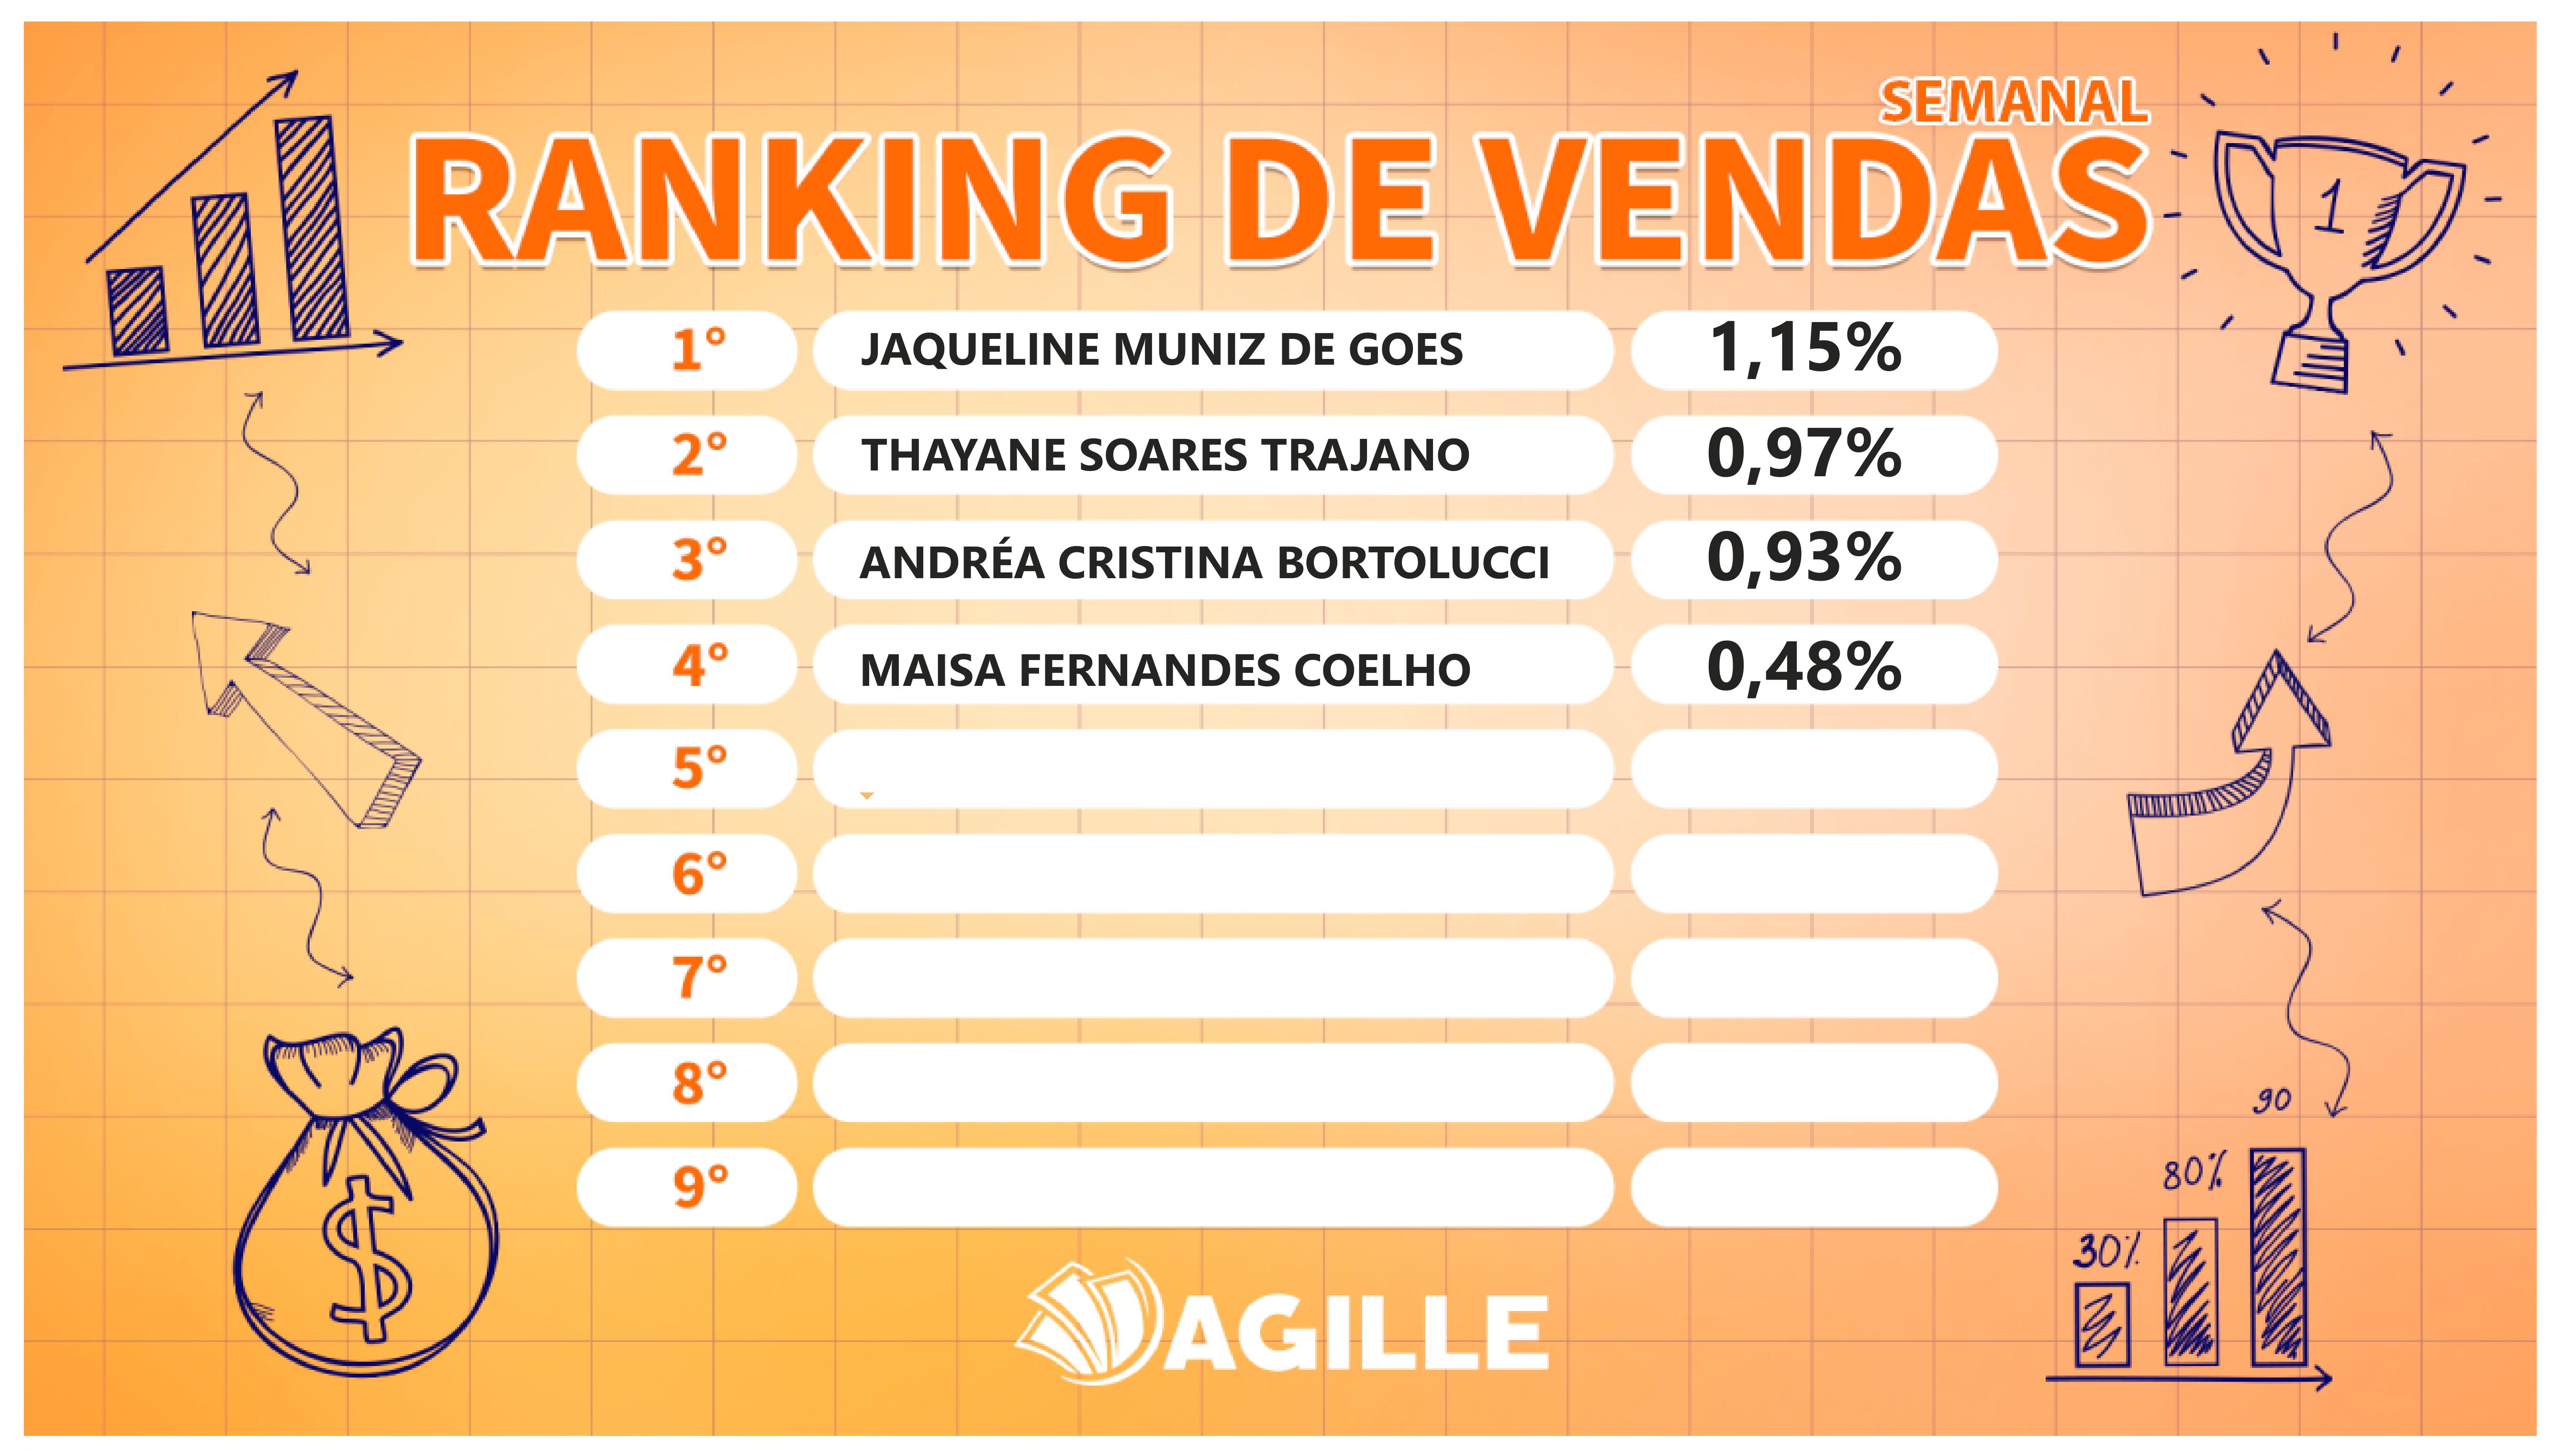 SEMANAL
RANKING DE VENDAS
1
1° JAQUELINE MUNIZ DE GOES 1,15%
2° THAYANE SOARES TRAJANO 0,97%
3° ANDRÉA CRISTINA BORTOLUCCI 0,93%
4° MAISA FERNANDES COELHO 0,48%
5°
6°
7°
8°
9°
$
90
80%
30%
AGILLE